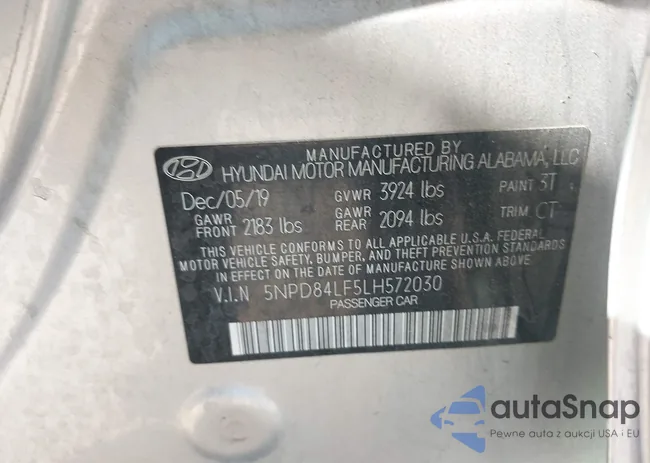 MANUFACTURED BY
HYUNDAI MOTOR MANUFACTURING ALABAMA, LLC
Dec/05/19 GVWR 3924 lbs PAINT 3T
GAWR FRONT 2183 lbs GAWR REAR 2094 lbs TRIM CT
THIS VEHICLE CONFORMS TO ALL APPLICABLE U.S.A. FEDERAL
MOTOR VEHICLE SAFETY, BUMPER, AND THEFT PREVENTION STANDARDS
IN EFFECT ON THE DATE OF MANUFACTURE SHOWN ABOVE.
V.I.N 5NPD84LF5LH572030
PASSENGER CAR
autaSnap
Pewne auta z aukcji USA i EU